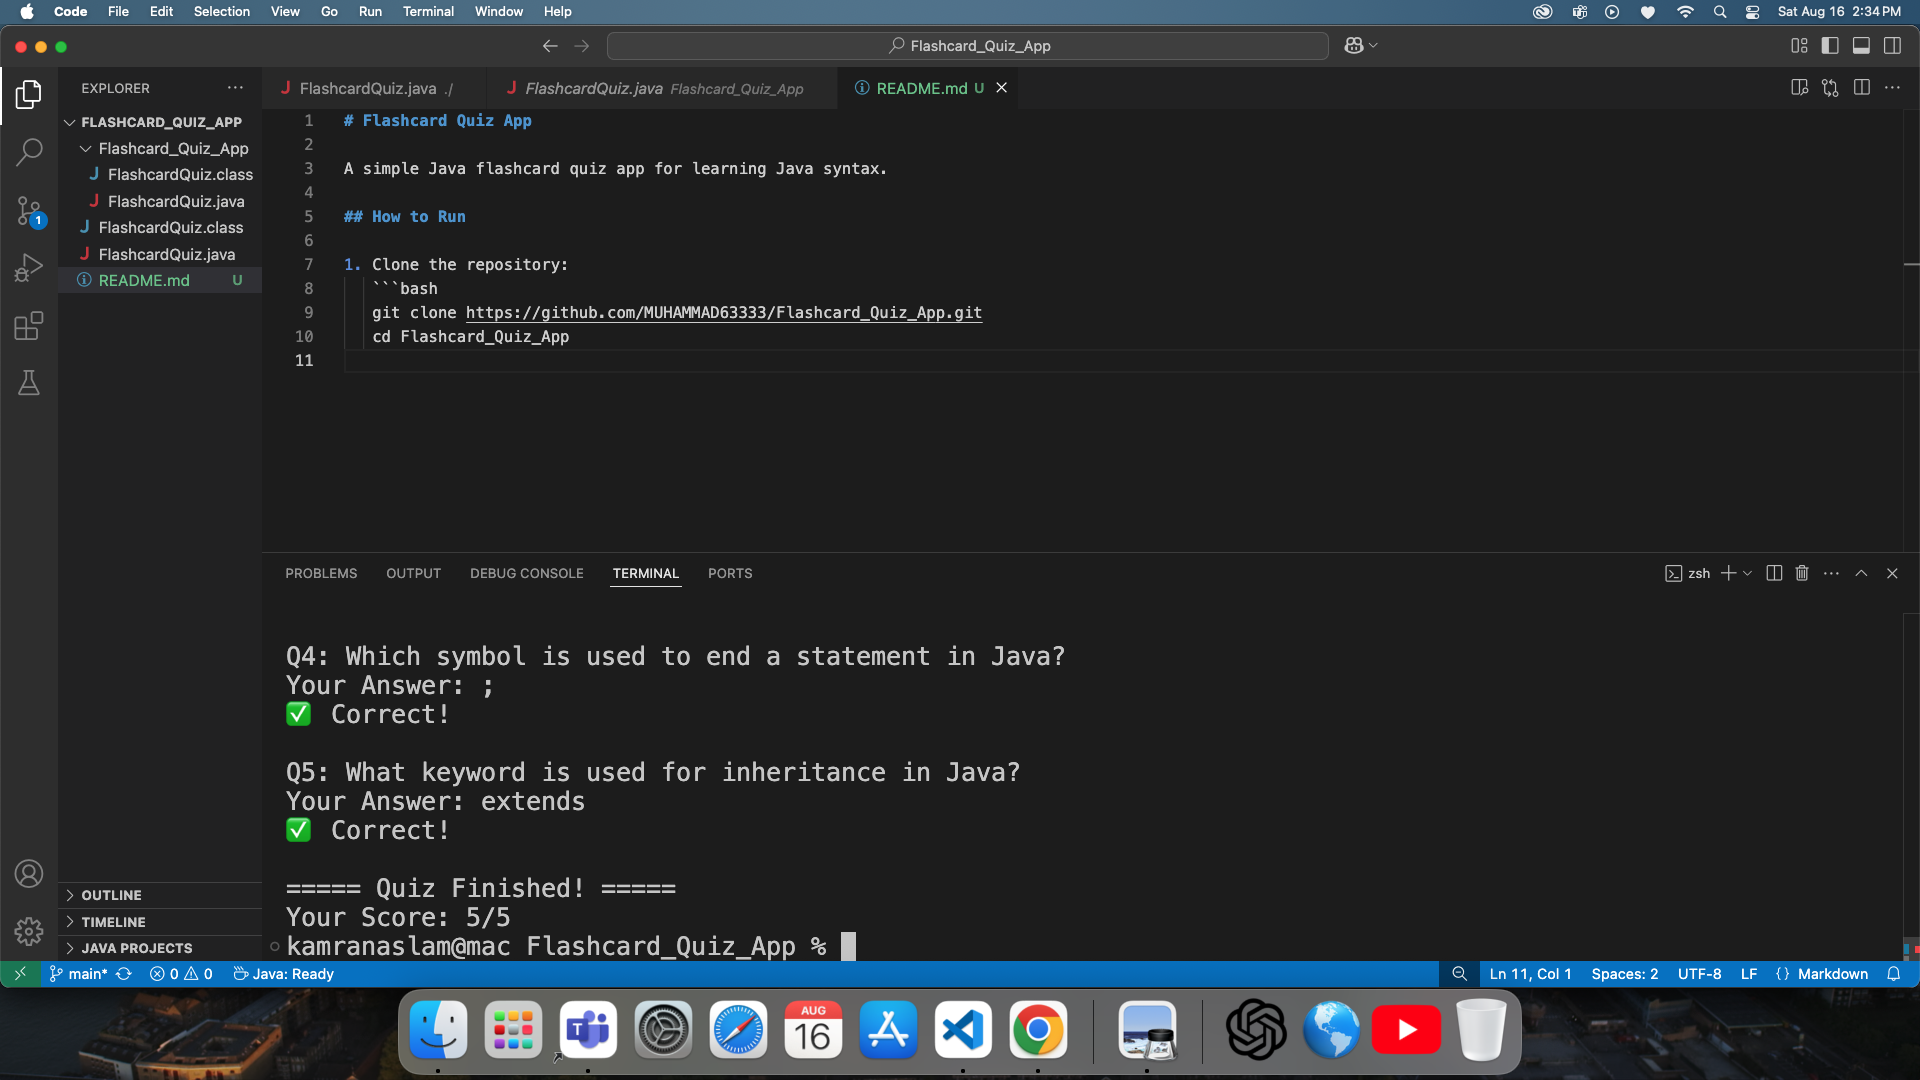 Code File Edit Selection View Go Run Terminal Window Help Sat Aug 16 2:34 PM
Flashcard_Quiz_App
EXPLORER
FlashcardQuiz.java ./ FlashcardQuiz.java Flashcard_Quiz_App README.md U
FLASHCARD_QUIZ_APP
Flashcard_Quiz_App
FlashcardQuiz.class
FlashcardQuiz.java
FlashcardQuiz.class
FlashcardQuiz.java
README.md U
1
OUTLINE
TIMELINE
JAVA PROJECTS
1 # Flashcard Quiz App
2
3 A simple Java flashcard quiz app for learning Java syntax.
4
5 ## How to Run
6
7 1. Clone the repository:
8 ```bash
9 git clone https://github.com/MUHAMMAD63333/Flashcard_Quiz_App.git
10 cd Flashcard_Quiz_App
11
PROBLEMS OUTPUT DEBUG CONSOLE TERMINAL PORTS zsh
Q4: Which symbol is used to end a statement in Java?
Your Answer: ;
✅ Correct!
Q5: What keyword is used for inheritance in Java?
Your Answer: extends
✅ Correct!
===== Quiz Finished! =====
Your Score: 5/5
kamranaslam@mac Flashcard_Quiz_App %
main* 0 0 Java: Ready Ln 11, Col 1 Spaces: 2 UTF-8 LF {} Markdown
T
AUG
16